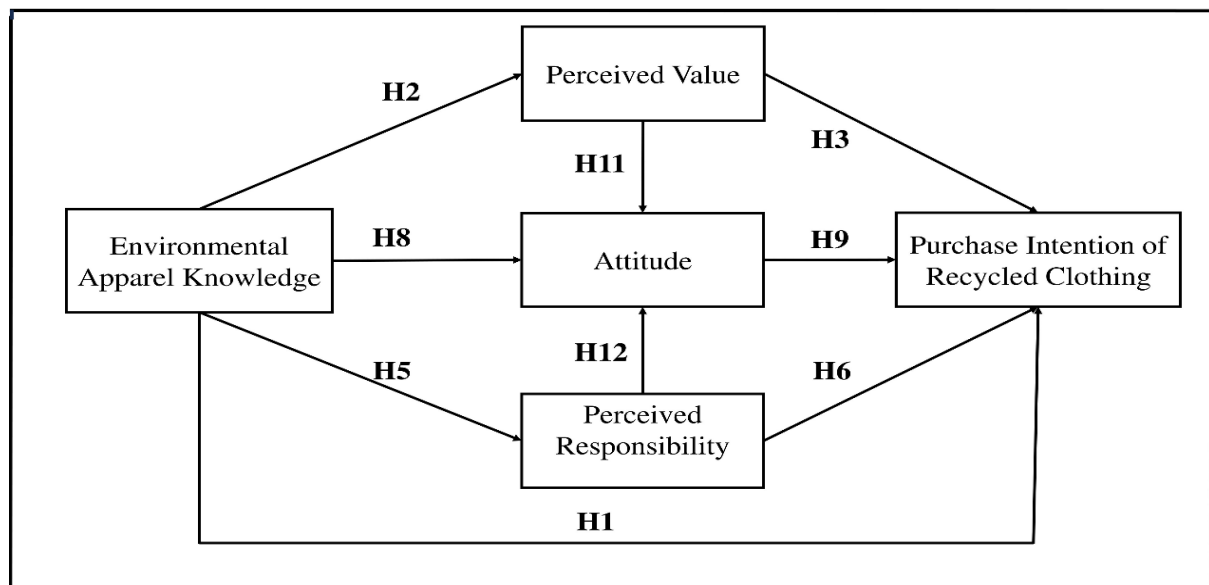 Perceived Value
H2
H3
H11
Environmental
Apparel Knowledge
H8
Attitude
H9
Purchase Intention of
Recycled Clothing
H12
H5
H6
Perceived
Responsibility
H1